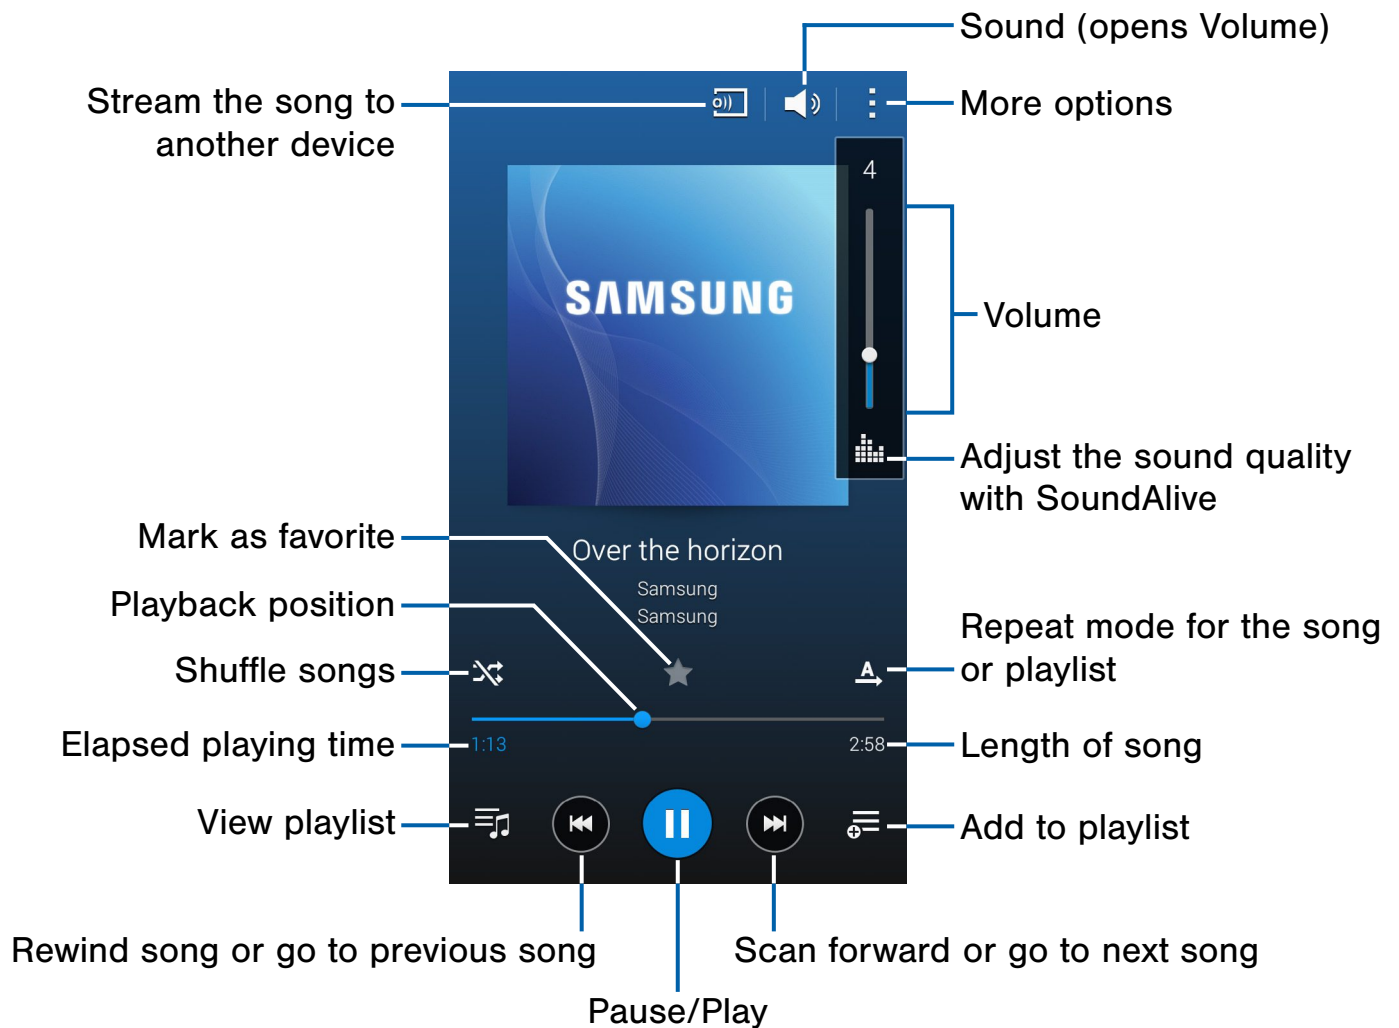 Sound (opens Volume)
Stream the song to
another device
More options
4
SAMSUNG
Volume
Adjust the sound quality
with SoundAlive
Mark as favorite
Over the horizon
Playback position
Samsung
Samsung
Repeat mode for the song
or playlist
Shuffle songs
A
Elapsed playing time
1:13
2:58
Length of song
View playlist
Add to playlist
Rewind song or go to previous song
Scan forward or go to next song
Pause/Play